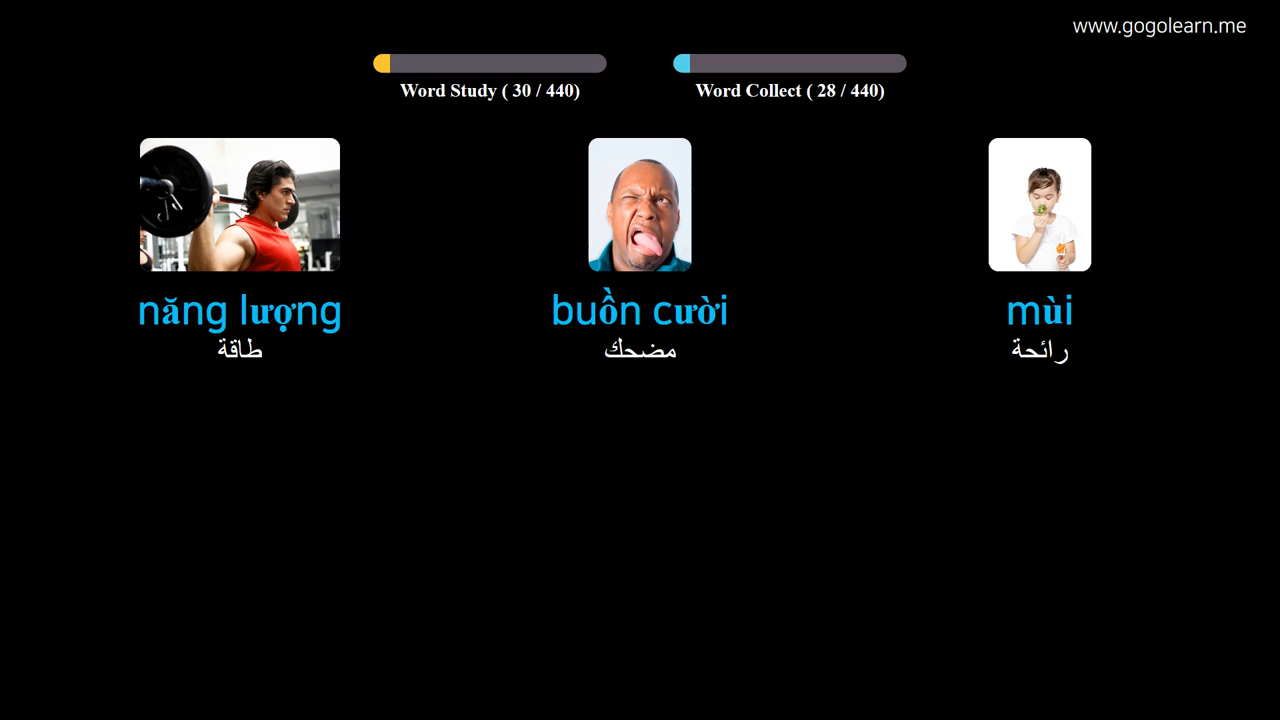 www.gogolearn.me
Word Study ( 30 / 440)
Word Collect ( 28 / 440)
năng lượng
buồn cười
mùi
طاقة
مضحك
رائحة